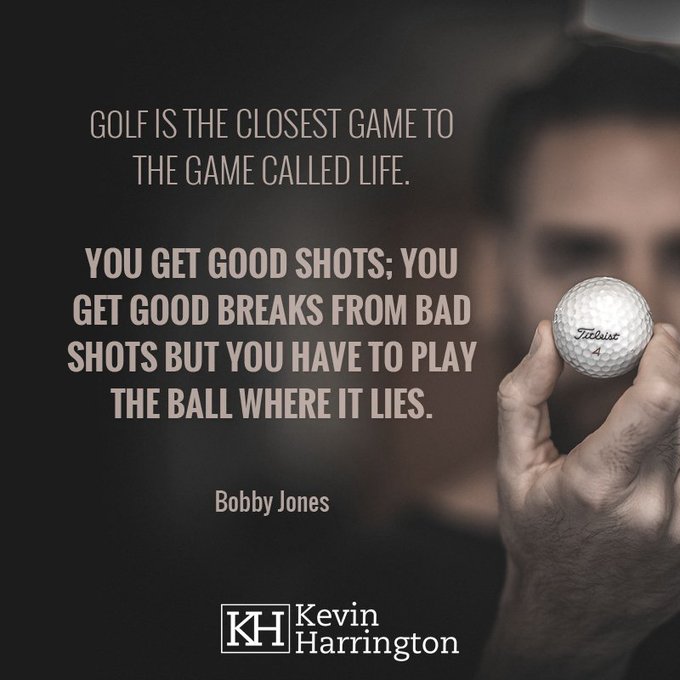 GOLF IS THE CLOSEST GAME TO
THE GAME CALLED LIFE.
YOU GET GOOD SHOTS; YOU
GET GOOD BREAKS FROM BAD
SHOTS BUT YOU HAVE TO PLAY
THE BALL WHERE IT LIES.
Bobby Jones
Titleist
4
KH Kevin
Harrington